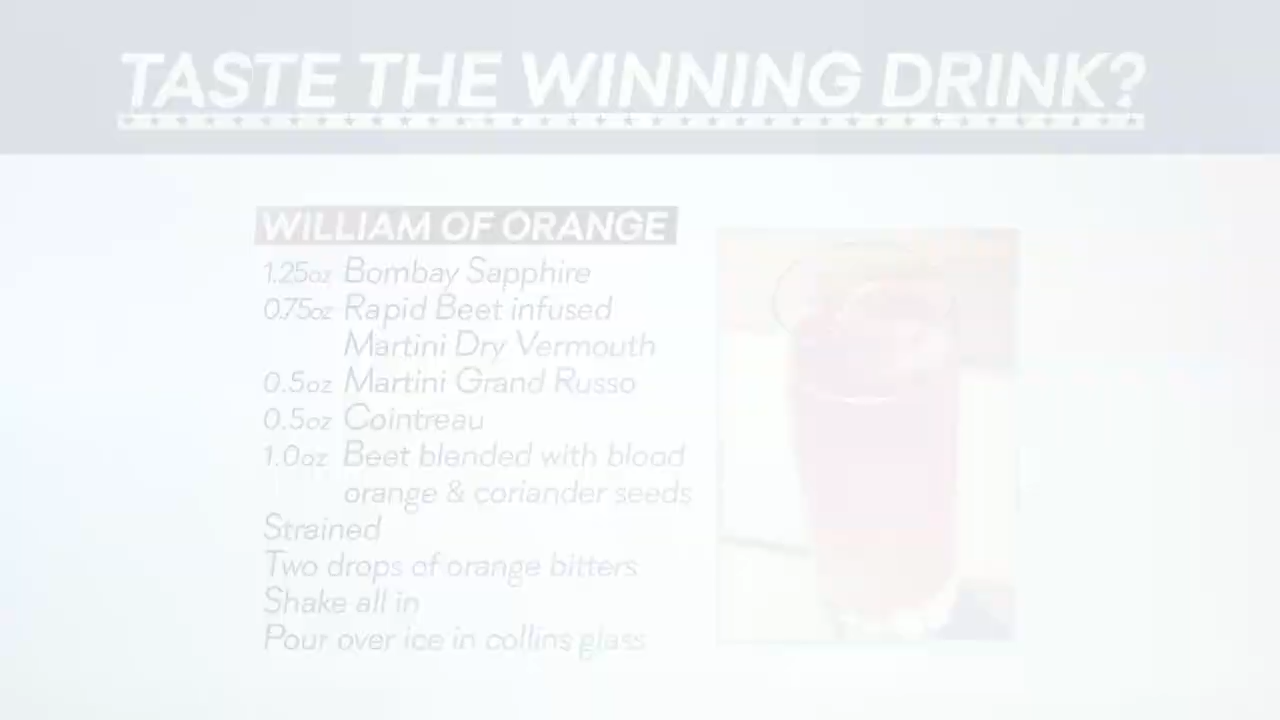 TASTE THE WINNING DRINK?
WILLIAM OF ORANGE
1.25oz Bombay Sapphire
0.75oz Rapid Beet infused
Martini Dry Vermouth
0.5oz Martini Grand Russo
0.5oz Cointreau
1.0oz Beet blended with blood
orange & coriander seeds
Strained
Two drops of orange bitters
Shake all in
Pour over ice in collins glass